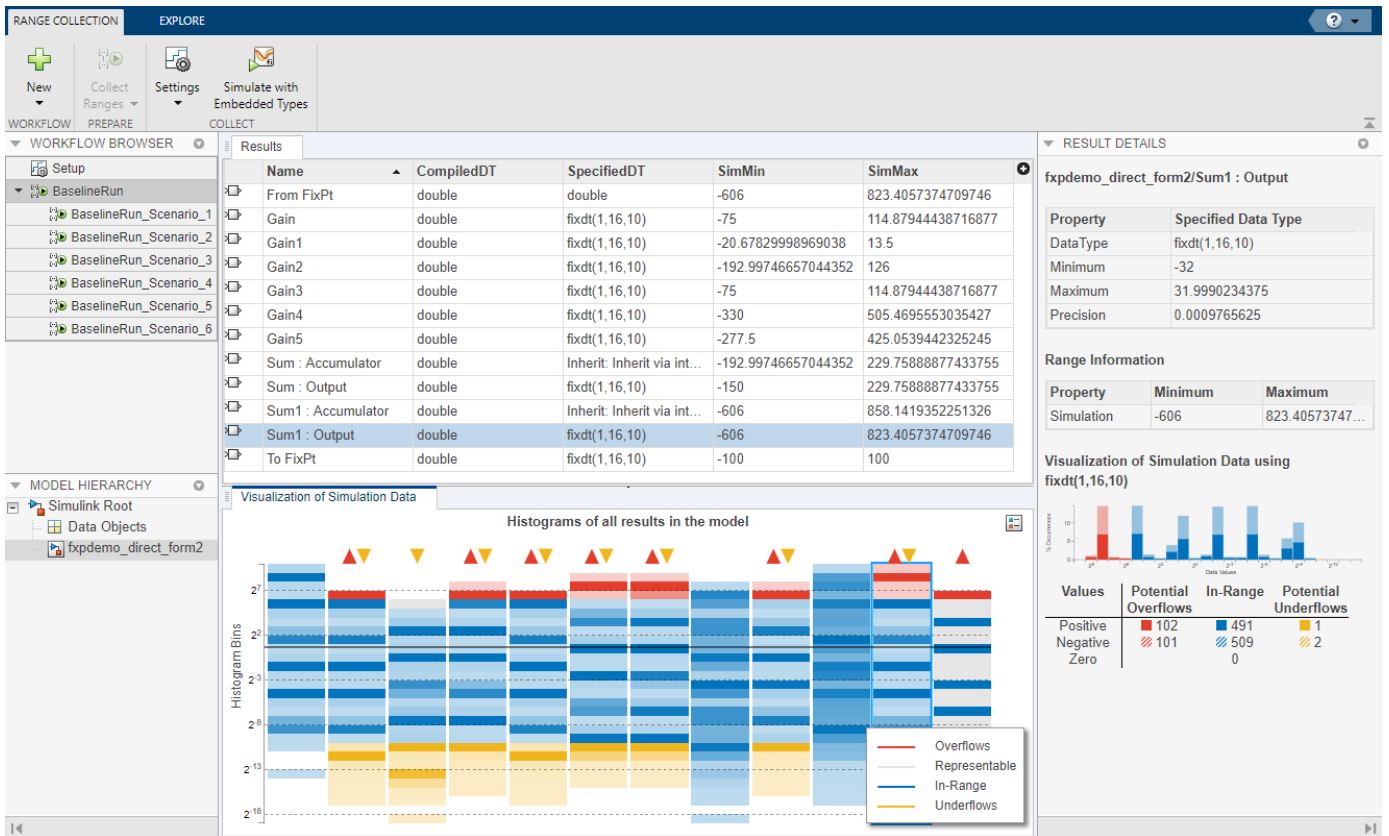 RANGE COLLECTION EXPLORE
?
New Collect Ranges Settings Simulate with Embedded Types
WORKFLOW PREPARE COLLECT
WORKFLOW BROWSER
Setup
BaselineRun
BaselineRun_Scenario_1
BaselineRun_Scenario_2
BaselineRun_Scenario_3
BaselineRun_Scenario_4
BaselineRun_Scenario_5
BaselineRun_Scenario_6
MODEL HIERARCHY
Simulink Root
Data Objects
fxpdemo_direct_form2
Results
Name CompiledDT SpecifiedDT SimMin SimMax
From FixPt double double -606 823.4057374709746
Gain double fixdt(1,16,10) -75 114.87944438716877
Gain1 double fixdt(1,16,10) -20.67829998969038 13.5
Gain2 double fixdt(1,16,10) -192.99746657044352 126
Gain3 double fixdt(1,16,10) -75 114.87944438716877
Gain4 double fixdt(1,16,10) -330 505.4695553035427
Gain5 double fixdt(1,16,10) -277.5 425.0539442325245
Sum : Accumulator double Inherit: Inherit via int... -192.99746657044352 229.75888877433755
Sum : Output double fixdt(1,16,10) -150 229.75888877433755
Sum1 : Accumulator double Inherit: Inherit via int... -606 858.1419352251326
Sum1 : Output double fixdt(1,16,10) -606 823.4057374709746
To FixPt double fixdt(1,16,10) -100 100
Visualization of Simulation Data
Histograms of all results in the model
Histogram Bins
2^7
2^2
2^-3
2^-8
2^-13
2^-18
Overflows
Representable
In-Range
Underflows
RESULT DETAILS
fxpdemo_direct_form2/Sum1 : Output
Property Specified Data Type
DataType fixdt(1,16,10)
Minimum -32
Maximum 31.9990234375
Precision 0.0009765625
Range Information
Property Minimum Maximum
Simulation -606 823.40573747...
Visualization of Simulation Data using
fixdt(1,16,10)
% Occurrences
10
5
0
Data Values
Values Potential Overflows In-Range Potential Underflows
Positive 102 491 1
Negative 101 509 2
Zero 0